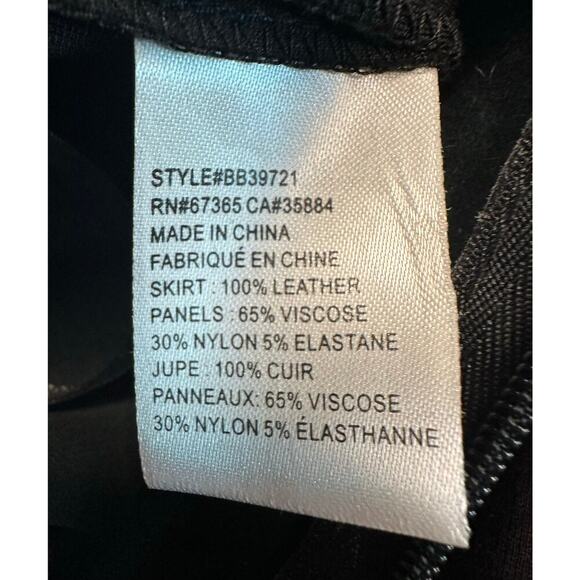 STYLE#BB39721
RN#67365 CA#35884
MADE IN CHINA
FABRIQUÉ EN CHINE
SKIRT : 100% LEATHER
PANELS : 65% VISCOSE
30% NYLON 5% ELASTANE
JUPE : 100% CUIR
PANNEAUX: 65% VISCOSE
30% NYLON 5% ÉLASTHANNE